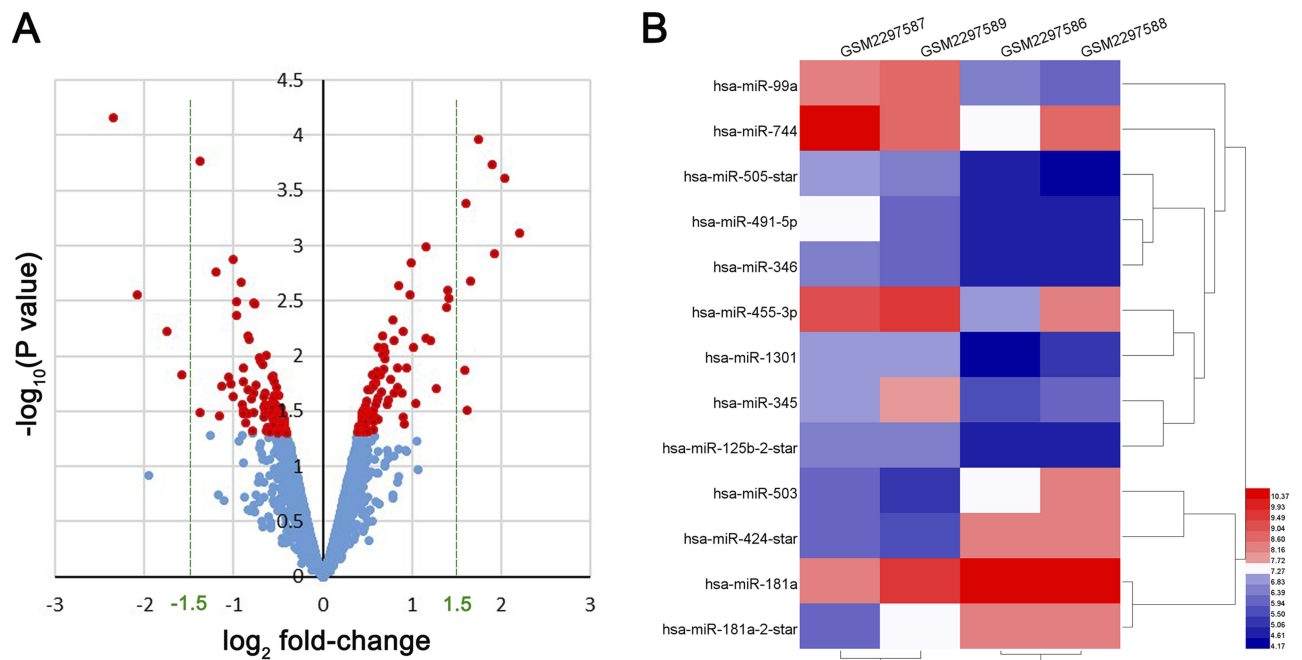 A
4.5
4
3.5
3
2.5
2
1.5
1
0.5
0
-log10(P value)
-3 -2 -1.5 -1 0 1 1.5 2 3
log2 fold-change
B
GSM2297587 GSM2297589 GSM2297586 GSM2297588
hsa-miR-99a
hsa-miR-744
hsa-miR-505-star
hsa-miR-491-5p
hsa-miR-346
hsa-miR-455-3p
hsa-miR-1301
hsa-miR-345
hsa-miR-125b-2-star
hsa-miR-503
hsa-miR-424-star
hsa-miR-181a
hsa-miR-181a-2-star
10.37
9.93
9.49
9.04
8.60
8.16
7.72
7.27
6.83
6.39
5.94
5.50
5.06
4.61
4.17